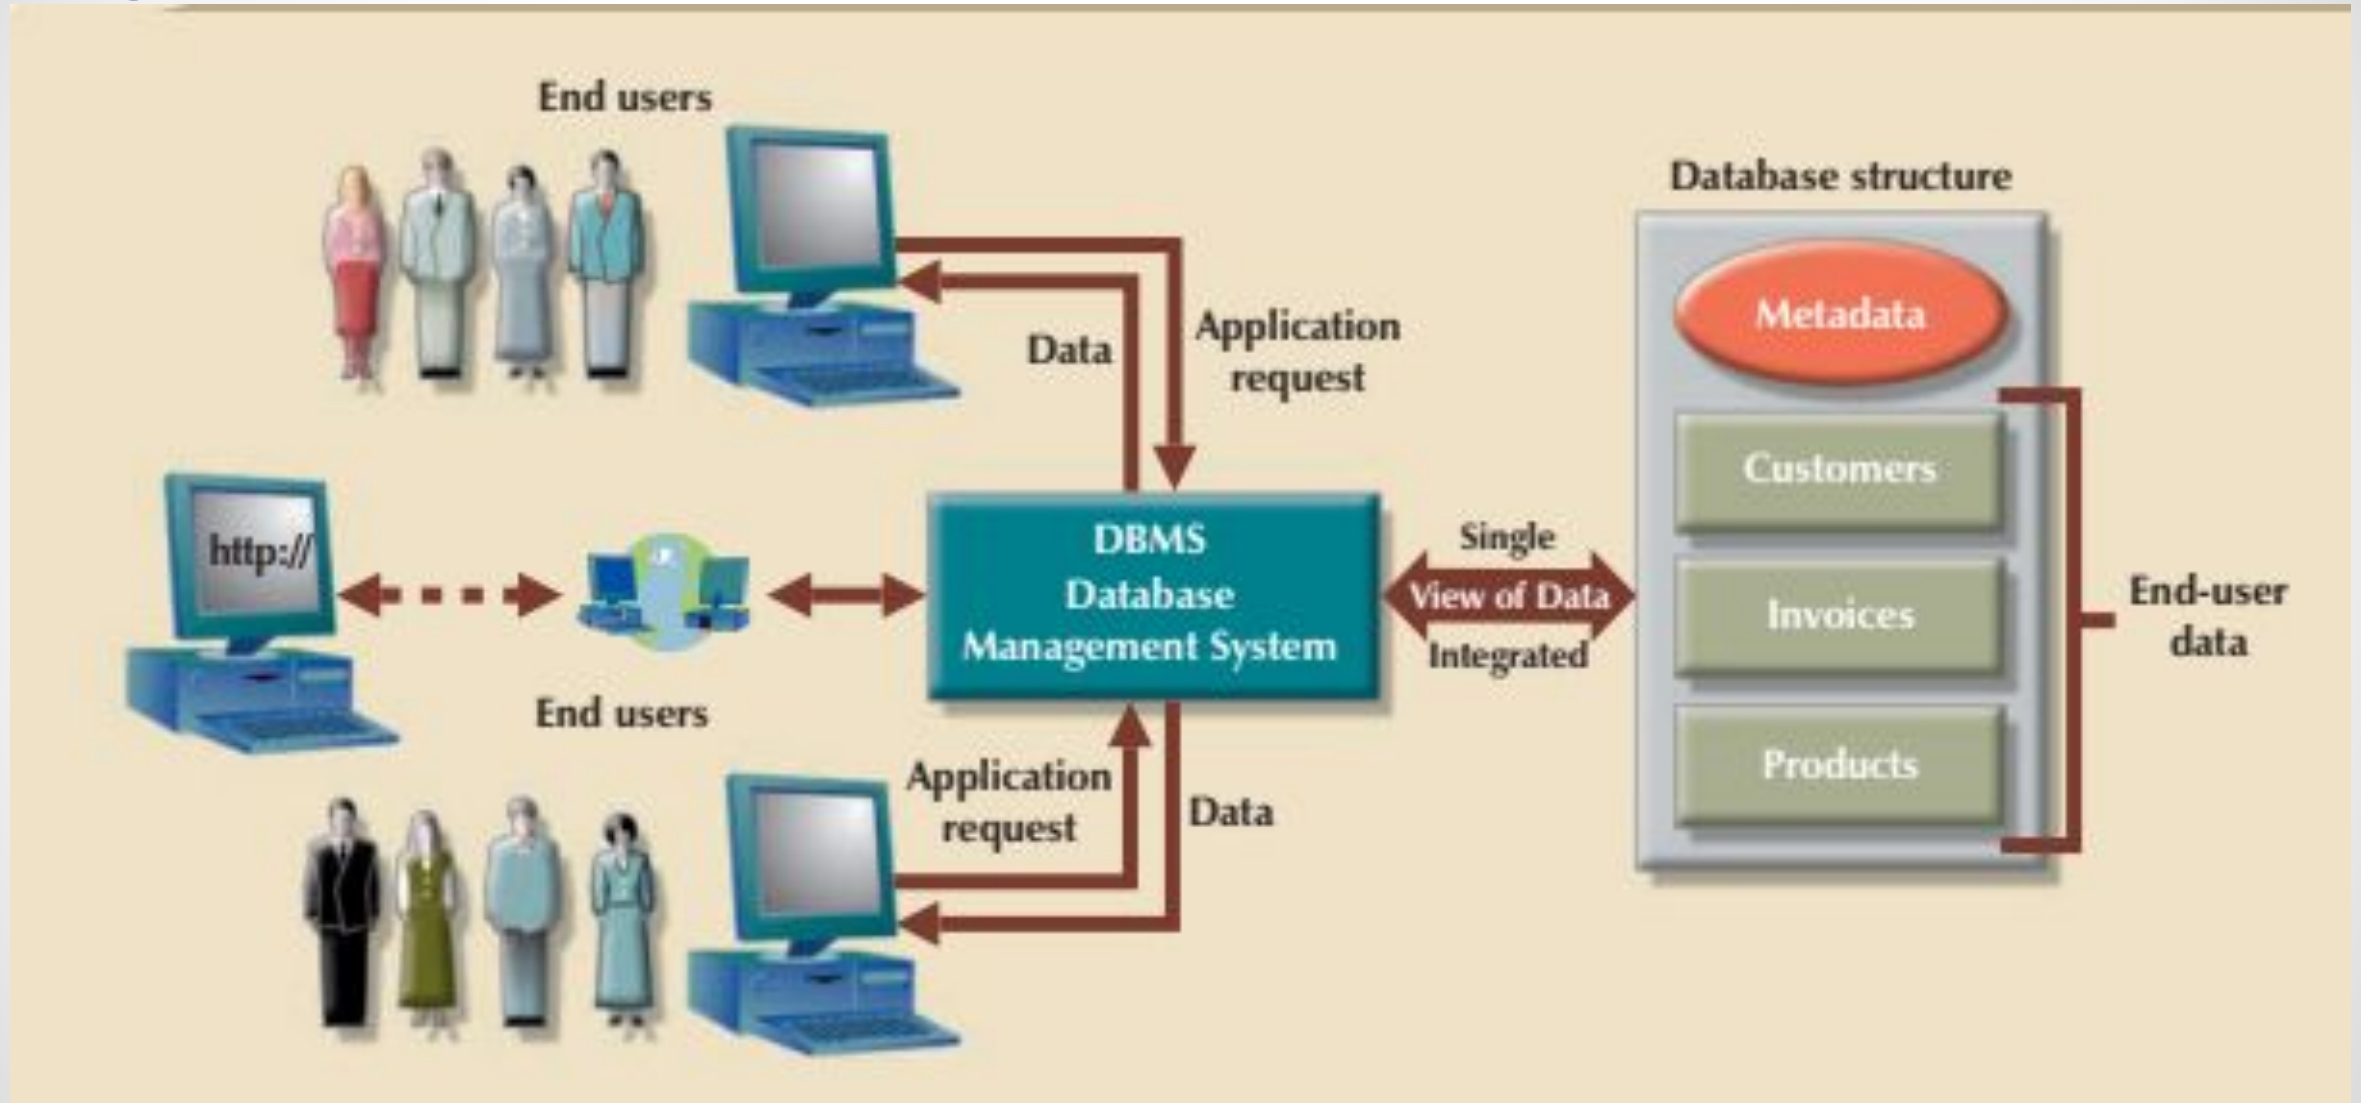 End users
Data
Application
request
Database structure
Metadata
Customers
Invoices
Products
End-user
data
http://
DBMS
Database
Management System
Single
View of Data
Integrated
End users
Application
request
Data